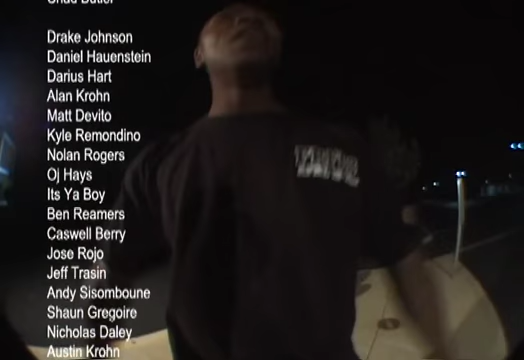 Drake Johnson
Daniel Hauenstein
Darius Hart
Alan Krohn
Matt Devito
Kyle Remondino
Nolan Rogers
Oj Hays
Its Ya Boy
Ben Reamers
Caswell Berry
Jose Rojo
Jeff Trasin
Andy Sisomboune
Shaun Gregoire
Nicholas Daley
Austin Krohn